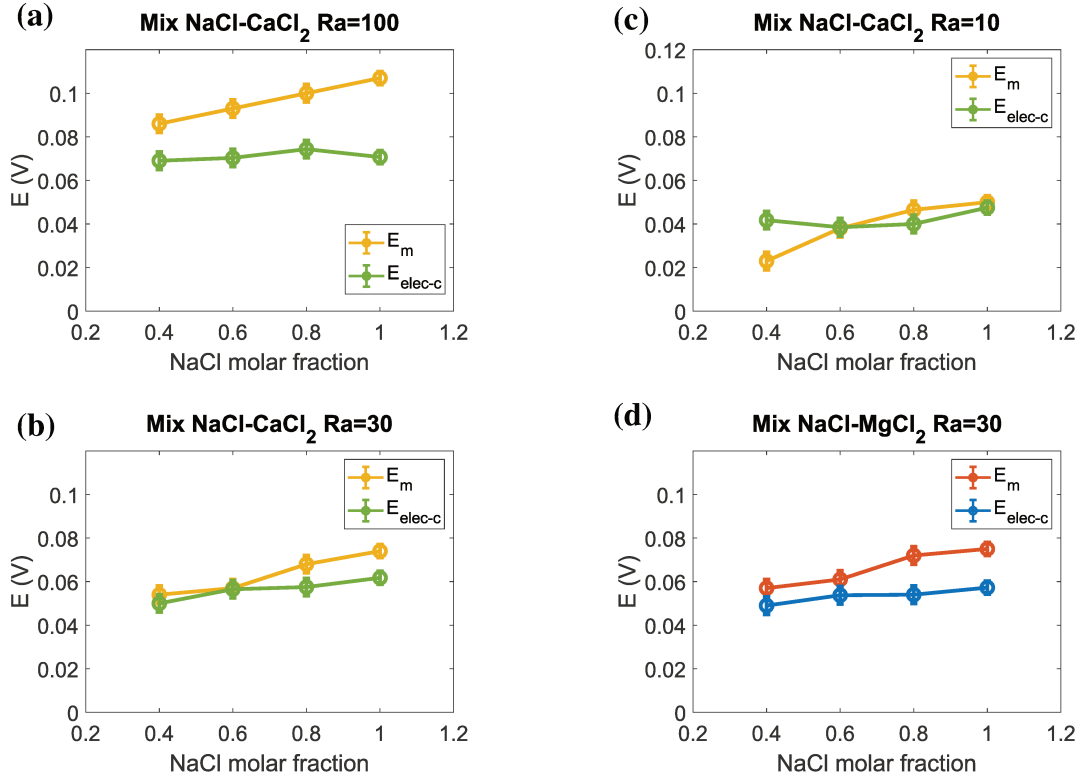 (a)
Mix NaCl-CaCl2 Ra=100
0.1
0.08
0.06
0.04
0.02
0
E (V)
0.2 0.4 0.6 0.8 1 1.2
NaCl molar fraction
Em
Eelec-c
(c)
Mix NaCl-CaCl2 Ra=10
0.12
0.1
0.08
0.06
0.04
0.02
0
E (V)
0.2 0.4 0.6 0.8 1 1.2
NaCl molar fraction
Em
Eelec-c
(b)
Mix NaCl-CaCl2 Ra=30
0.1
0.08
0.06
0.04
0.02
0
E (V)
0.2 0.4 0.6 0.8 1 1.2
NaCl molar fraction
Em
Eelec-c
(d)
Mix NaCl-MgCl2 Ra=30
0.1
0.08
0.06
0.04
0.02
0
E (V)
0.2 0.4 0.6 0.8 1 1.2
NaCl molar fraction
Em
Eelec-c